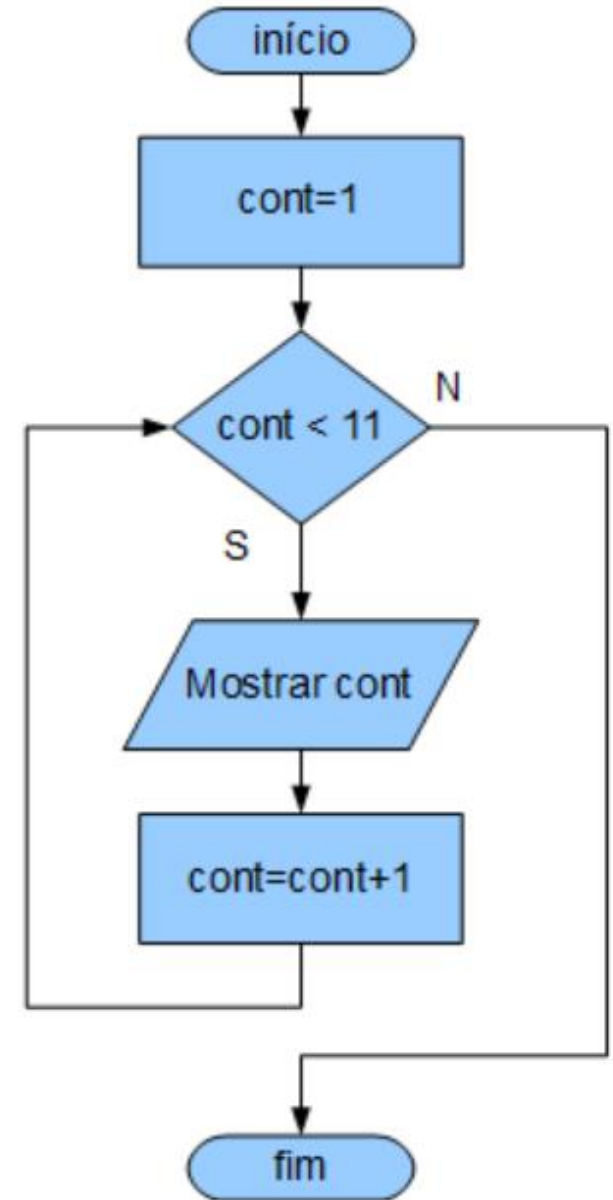 início
cont=1
cont < 11
N
S
Mostrar cont
cont=cont+1
fim